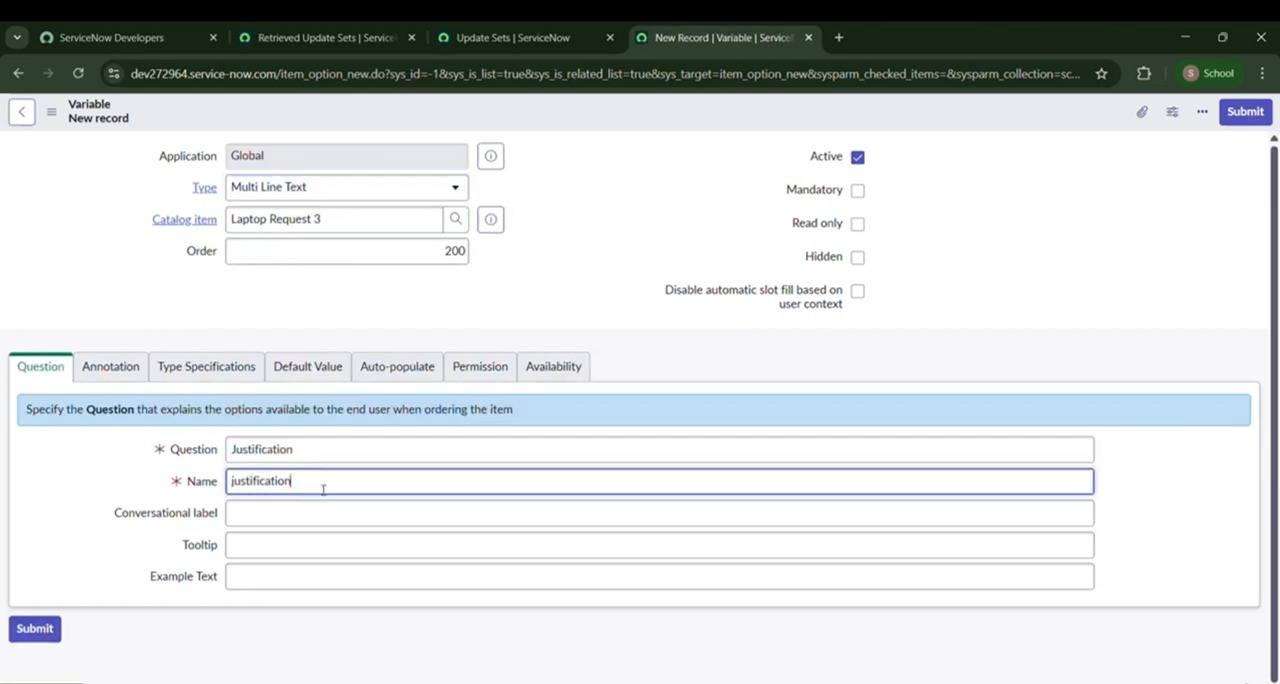 ServiceNow Developers
Retrieved Update Sets | Service
Update Sets | ServiceNow
New Record | Variable | Service
dev272964.service-now.com/item_option_new.do?sys_id=-1&sys_is_list=true&sys_is_related_list=true&sys_target=item_option_new&sysparm_checked_items=&sysparm_collection=sc...
S School
Variable
New record
Submit
Application Global
Active
Type Multi Line Text
Mandatory
Catalog item Laptop Request 3
Read only
Order 200
Hidden
Disable automatic slot fill based on
user context
Question Annotation Type Specifications Default Value Auto-populate Permission Availability
Specify the Question that explains the options available to the end user when ordering the item
Question Justification
Name justification
Conversational label
Tooltip
Example Text
Submit